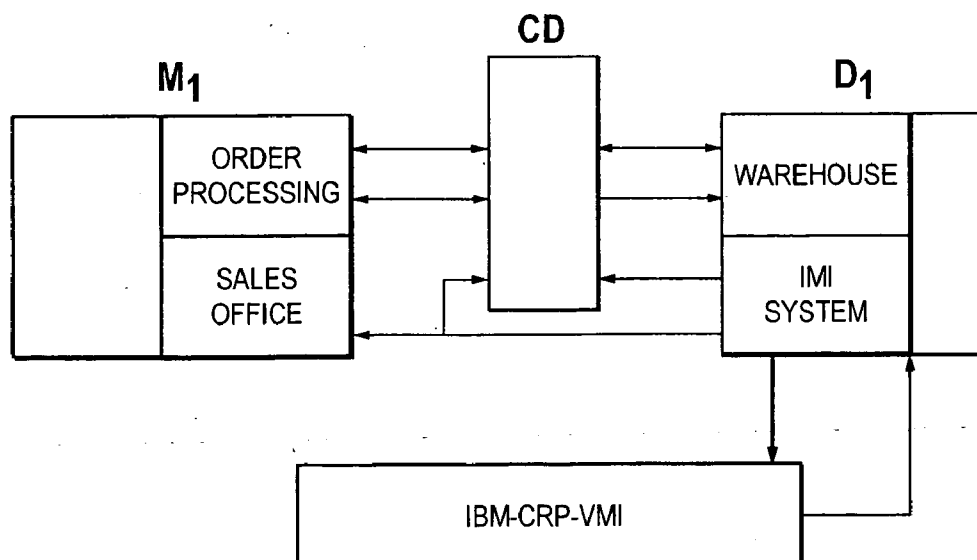 CD
M1
D1
ORDER
PROCESSING
WAREHOUSE
SALES
OFFICE
IMI
SYSTEM
IBM-CRP-VMI